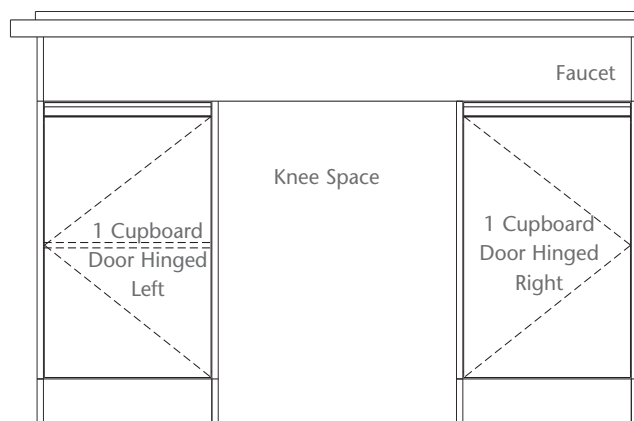 Faucet
Knee Space
1 Cupboard
Door Hinged
Left
1 Cupboard
Door Hinged
Right